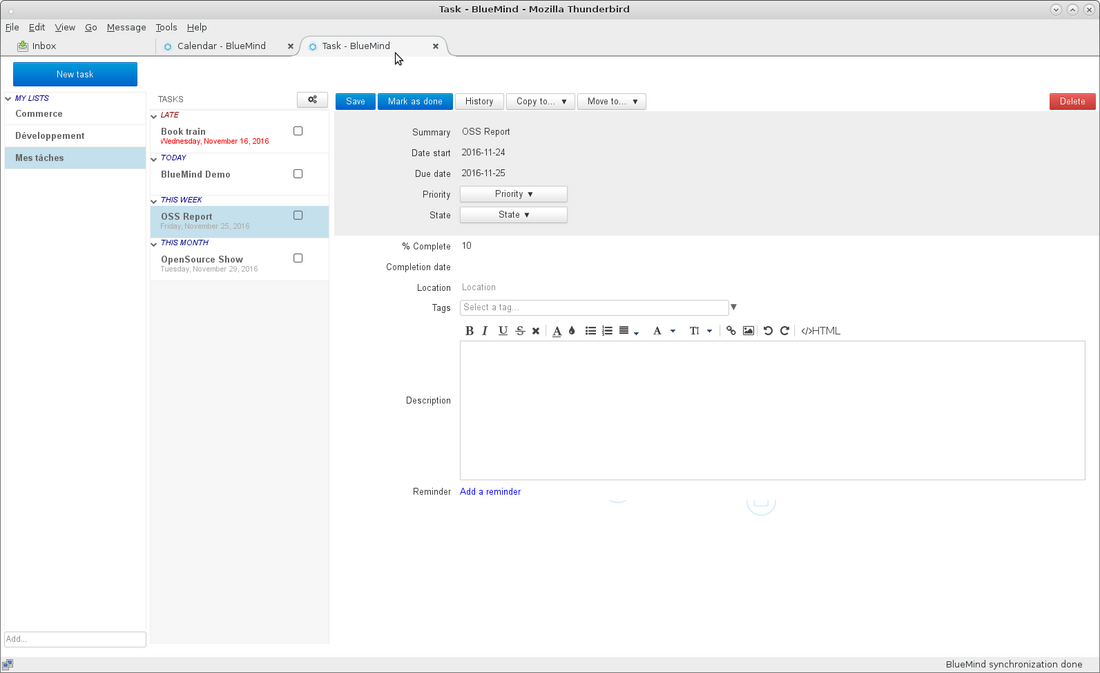 Task - BlueMind - Mozilla Thunderbird
File Edit View Go Message Tools Help
Inbox Calendar - BlueMind Task - BlueMind
New task
MY LISTS
Commerce
Développement
Mes tâches
Add...
TASKS
LATE
Book train
Wednesday, November 16, 2016
TODAY
BlueMind Demo
THIS WEEK
OSS Report
Friday, November 25, 2016
THIS MONTH
OpenSource Show
Tuesday, November 29, 2016
Save Mark as done History Copy to... ▼ Move to... ▼ Delete
Summary OSS Report
Date start 2016-11-24
Due date 2016-11-25
Priority Priority ▼
State State ▼
% Complete 10
Completion date
Location Location
Tags Select a tag...
B I U S A A TI </>HTML
Description
Reminder Add a reminder
BlueMind synchronization done